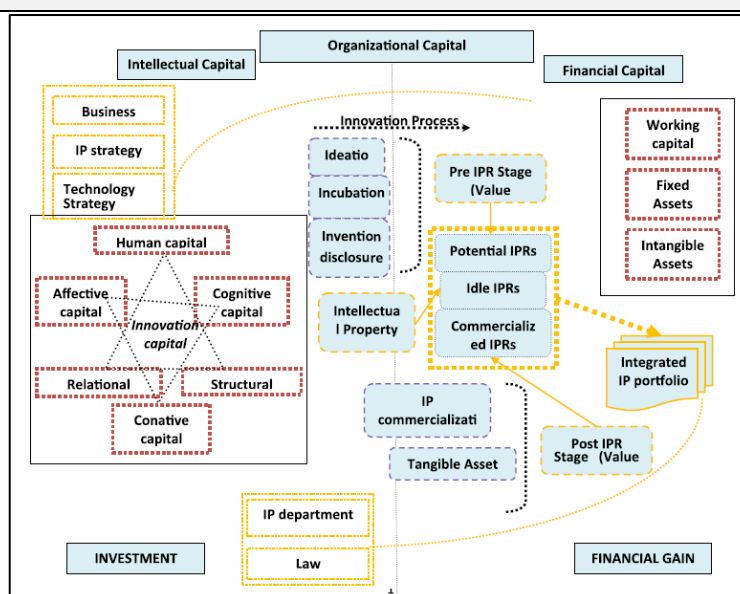 Organizational Capital
Intellectual Capital
Financial Capital
Business
IP strategy
Technology
Strategy
Innovation Process
Ideatio
Incubation
Invention
disclosure
Pre IPR Stage
(Value
Working
capital
Fixed
Assets
Intangible
Assets
Human capital
Affective
capital
Cognitive
capital
Innovation
capital
Relational
Structural
Conative
capital
Potential IPRs
Idle IPRs
Commercializ
ed IPRs
Intellectua
l Property
Integrated
IP portfolio
IP
commercializati
Tangible Asset
Post IPR
Stage (Value
IP department
Law
INVESTMENT
FINANCIAL GAIN